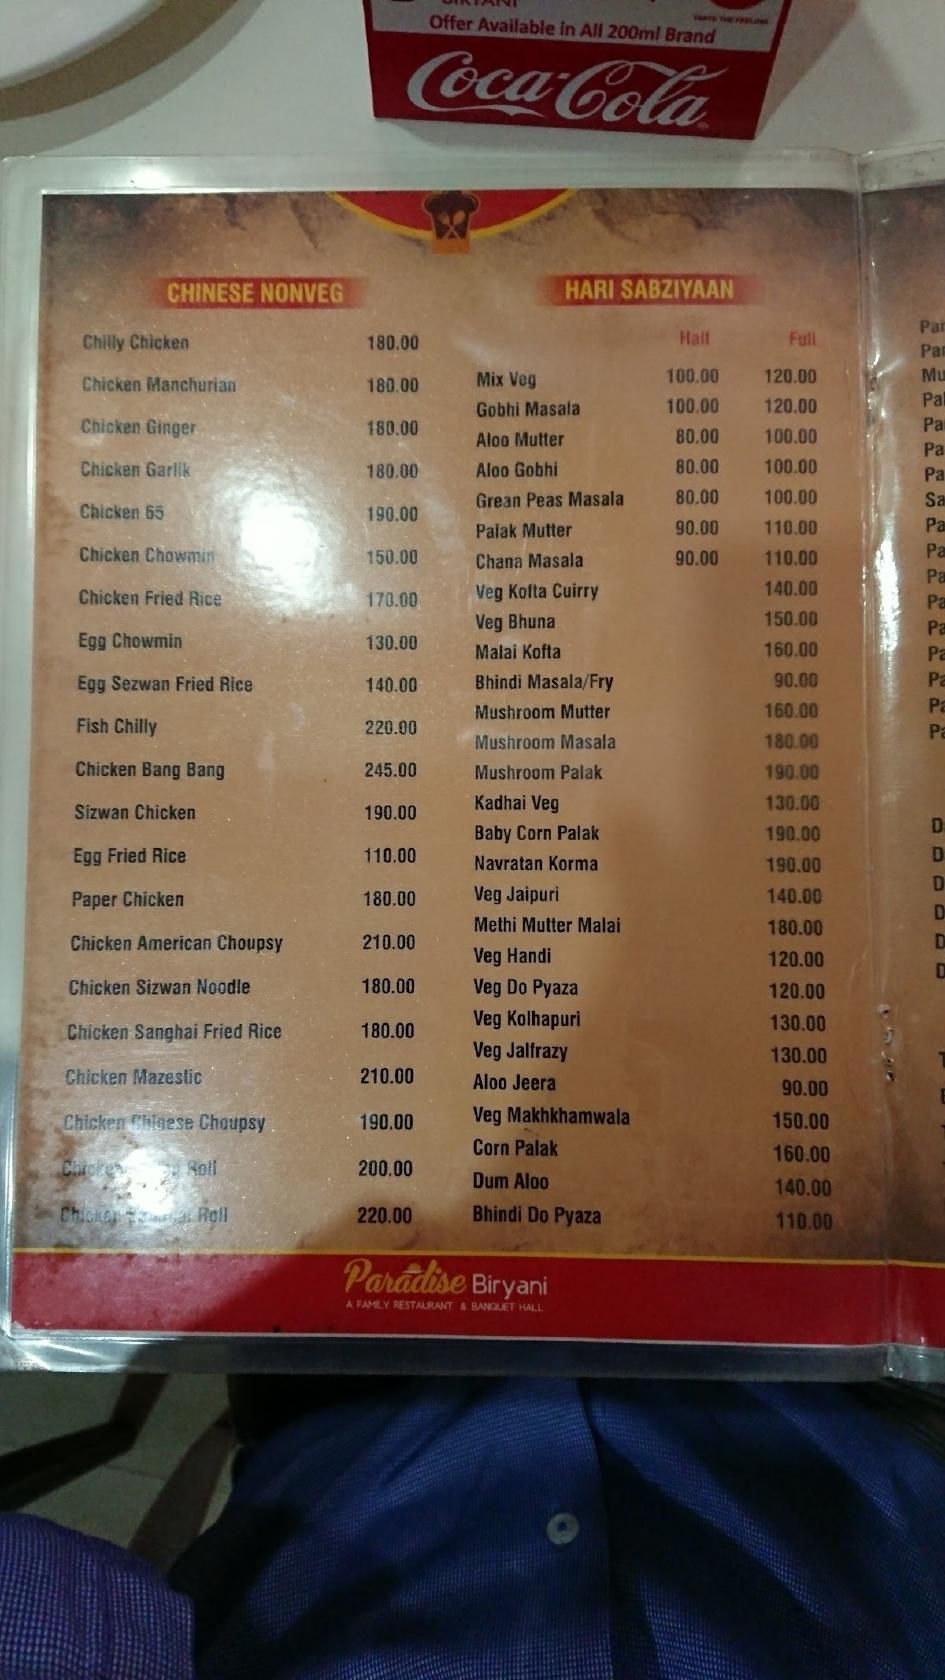 BIRYANI
TASTE THE FEELING
Offer Available in All 200ml Brand
Coca-Cola
CHINESE NONVEG
Chilly Chicken 180.00
Chicken Manchurian 180.00
Chicken Ginger 180.00
Chicken Garlik 180.00
Chicken 65 190.00
Chicken Chowmin 150.00
Chicken Fried Rice 170.00
Egg Chowmin 130.00
Egg Sezwan Fried Rice 140.00
Fish Chilly 220.00
Chicken Bang Bang 245.00
Sizwan Chicken 190.00
Egg Fried Rice 110.00
Paper Chicken 180.00
Chicken American Choupsy 210.00
Chicken Sizwan Noodle 180.00
Chicken Sanghai Fried Rice 180.00
Chicken Mazestic 210.00
Chicken Chinese Choupsy 190.00
Chicken Roll 200.00
Chicken Roll 220.00
HARI SABZIYAAN
Half Full
Mix Veg 100.00 120.00
Gobhi Masala 100.00 120.00
Aloo Mutter 80.00 100.00
Aloo Gobhi 80.00 100.00
Grean Peas Masala 80.00 100.00
Palak Mutter 90.00 110.00
Chana Masala 90.00 110.00
Veg Kofta Cuirry 140.00
Veg Bhuna 150.00
Malai Kofta 160.00
Bhindi Masala/Fry 90.00
Mushroom Mutter 160.00
Mushroom Masala 180.00
Mushroom Palak 190.00
Kadhai Veg 130.00
Baby Corn Palak 190.00
Navratan Korma 190.00
Veg Jaipuri 140.00
Methi Mutter Malai 180.00
Veg Handi 120.00
Veg Do Pyaza 120.00
Veg Kolhapuri 130.00
Veg Jalfrazy 130.00
Aloo Jeera 90.00
Veg Makhkhamwala 150.00
Corn Palak 160.00
Dum Aloo 140.00
Bhindi Do Pyaza 110.00
Paradise Biryani
A FAMILY RESTAURANT & BANQUET HALL